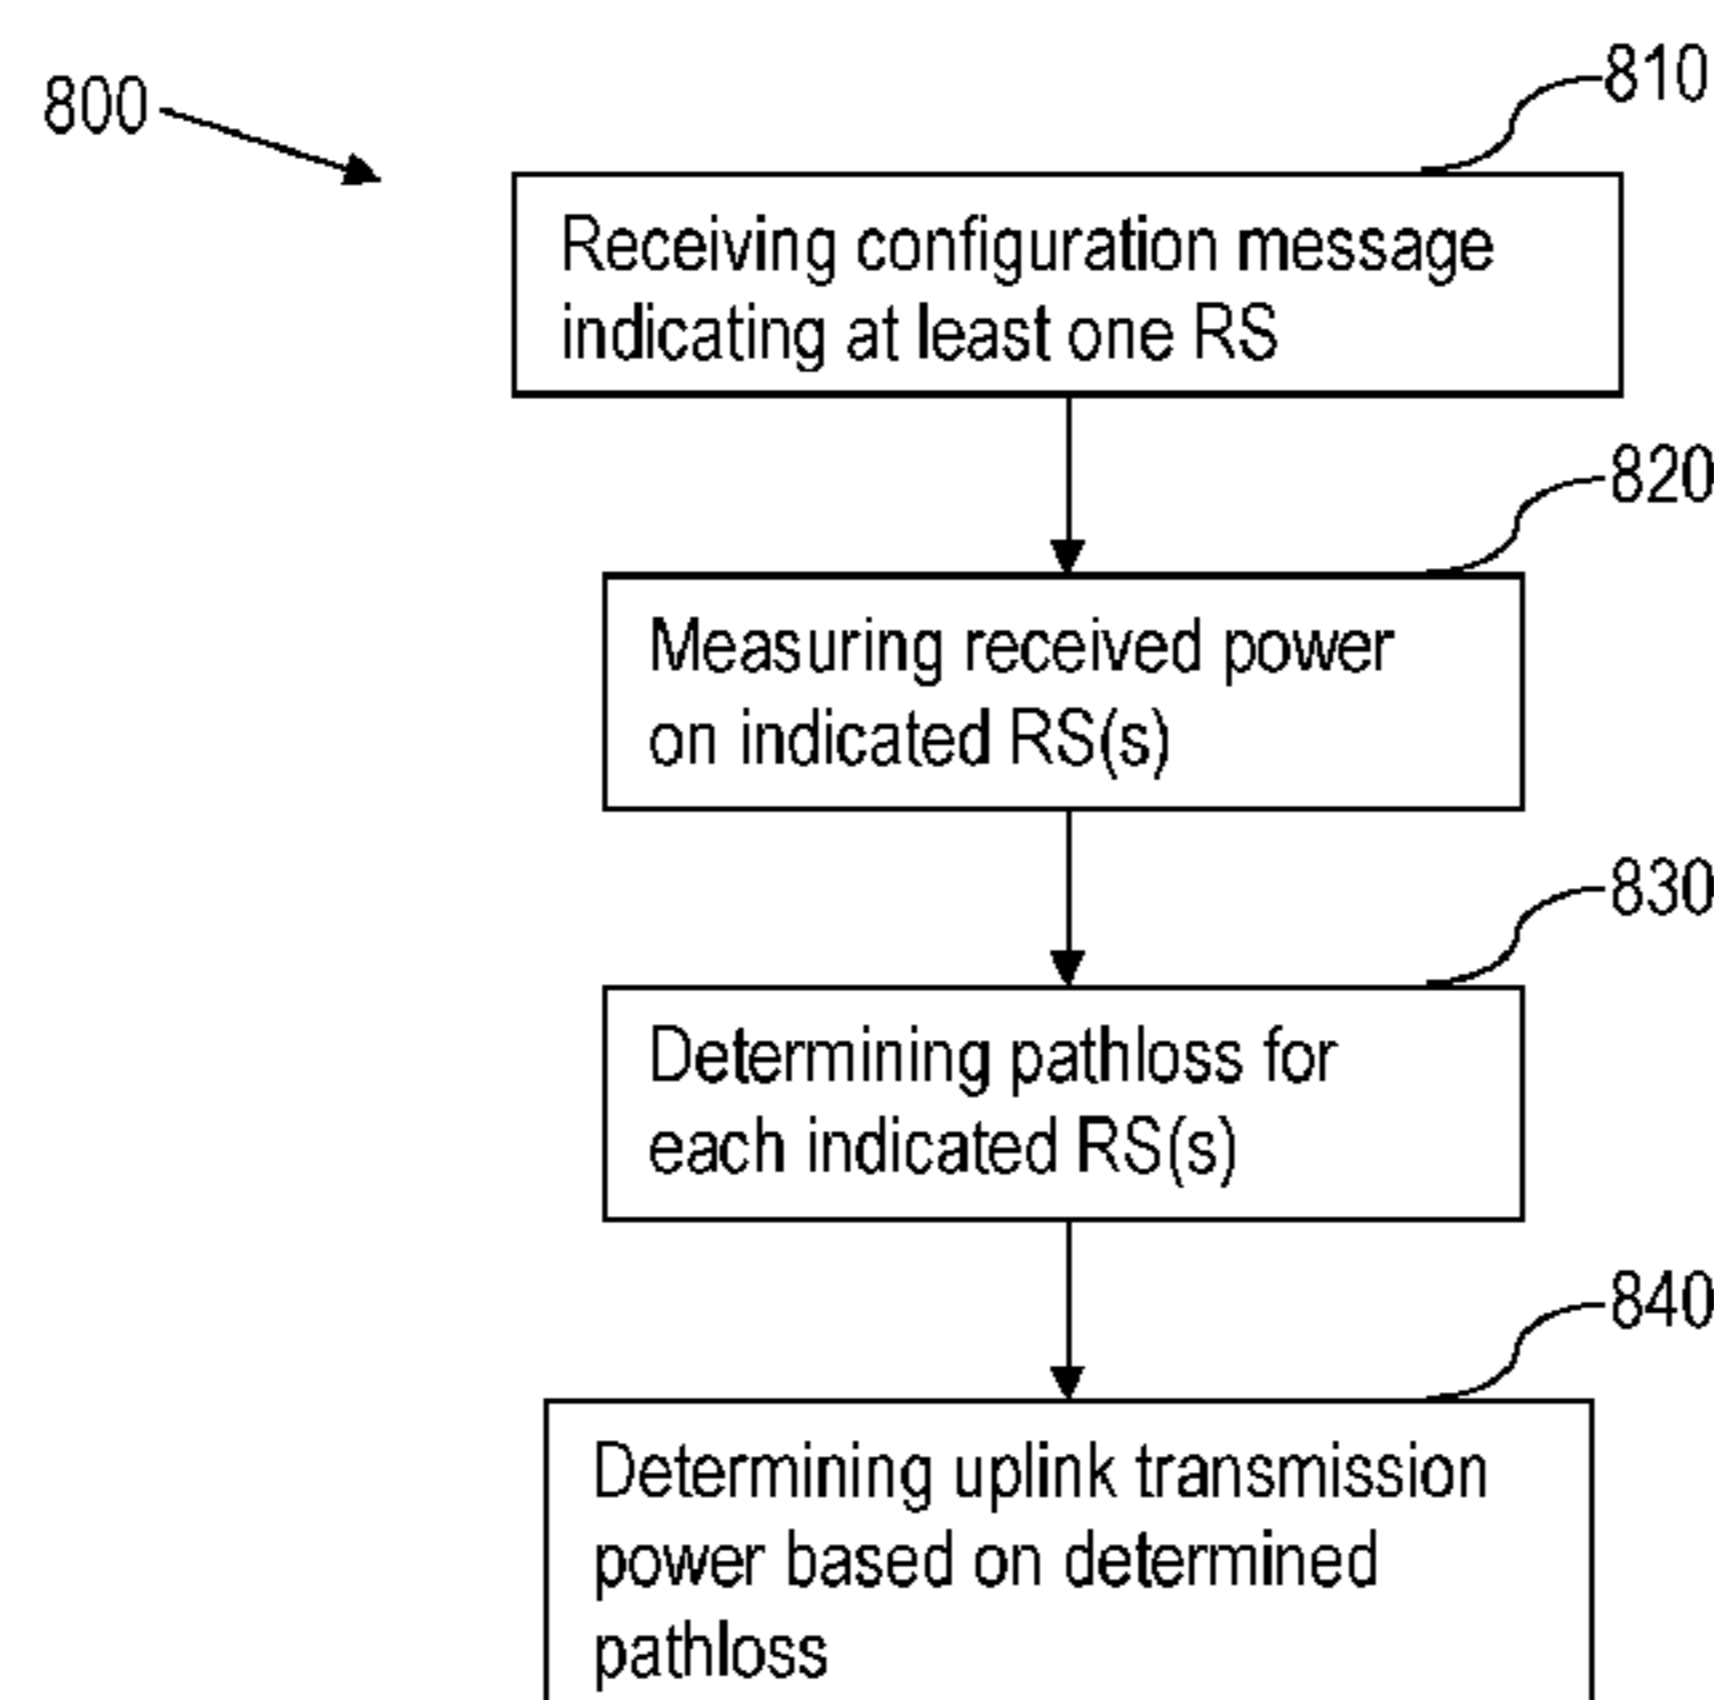 800
810
Receiving configuration message
indicating at least one RS
820
Measuring received power
on indicated RS(s)
830
Determining pathloss for
each indicated RS(s)
840
Determining uplink transmission
power based on determined
pathloss